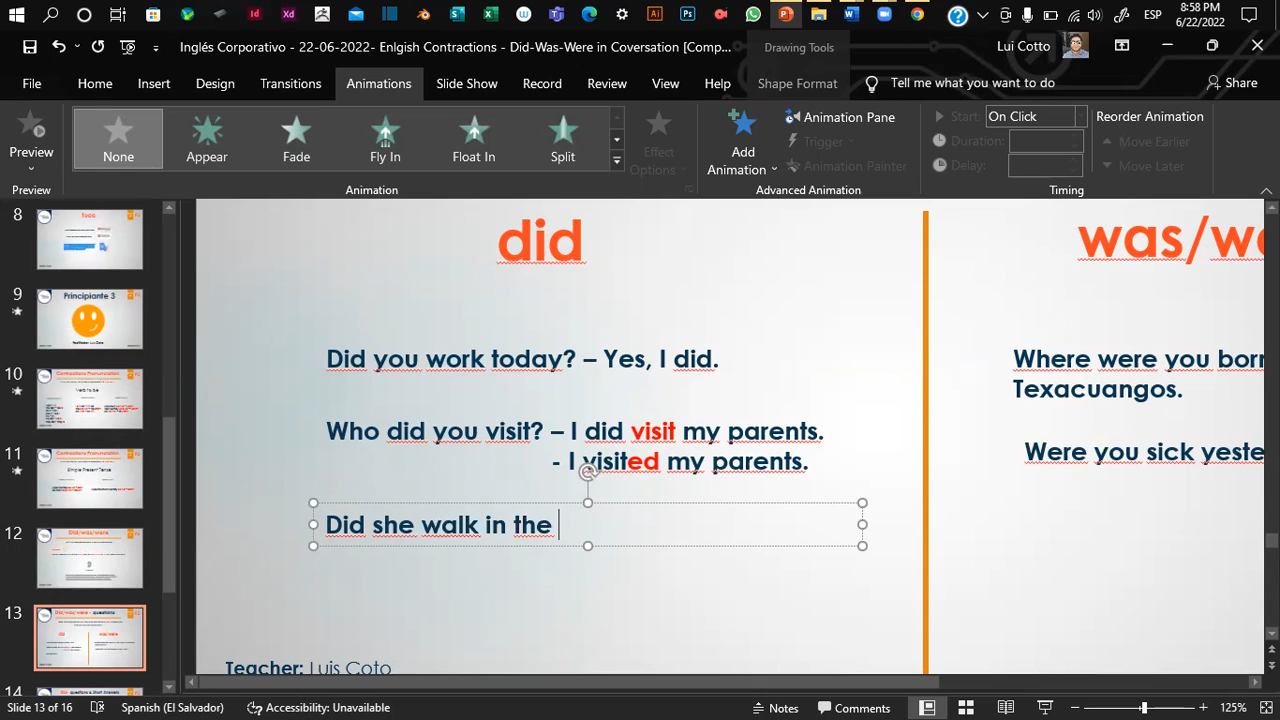 8:58 PM
ESP
6/22/2022
Inglés Corporativo - 22-06-2022- Enlgish Contractions - Did-Was-Were in Coversation [Comp...
Drawing Tools
Lui Cotto
File
Home
Insert
Design
Transitions
Animations
Slide Show
Record
Review
View
Help
Shape Format
Tell me what you want to do
Share
Preview
None
Appear
Fade
Fly In
Float In
Split
Effect Options
Add Animation
Animation Pane
Trigger
Animation Painter
Start: On Click
Duration:
Delay:
Reorder Animation
Move Earlier
Move Later
Preview
Animation
Advanced Animation
Timing
8
9
Principiante 3
10
11
12
13
14
did
was/we
Did you work today? – Yes, I did.
Who did you visit? – I did visit my parents.
- I visited my parents.
Did she walk in the
Where were you born
Texacuangos.
Were you sick yeste
Teacher: Luis Coto
Slide 13 of 16
Spanish (El Salvador)
Accessibility: Unavailable
Notes
Comments
125%